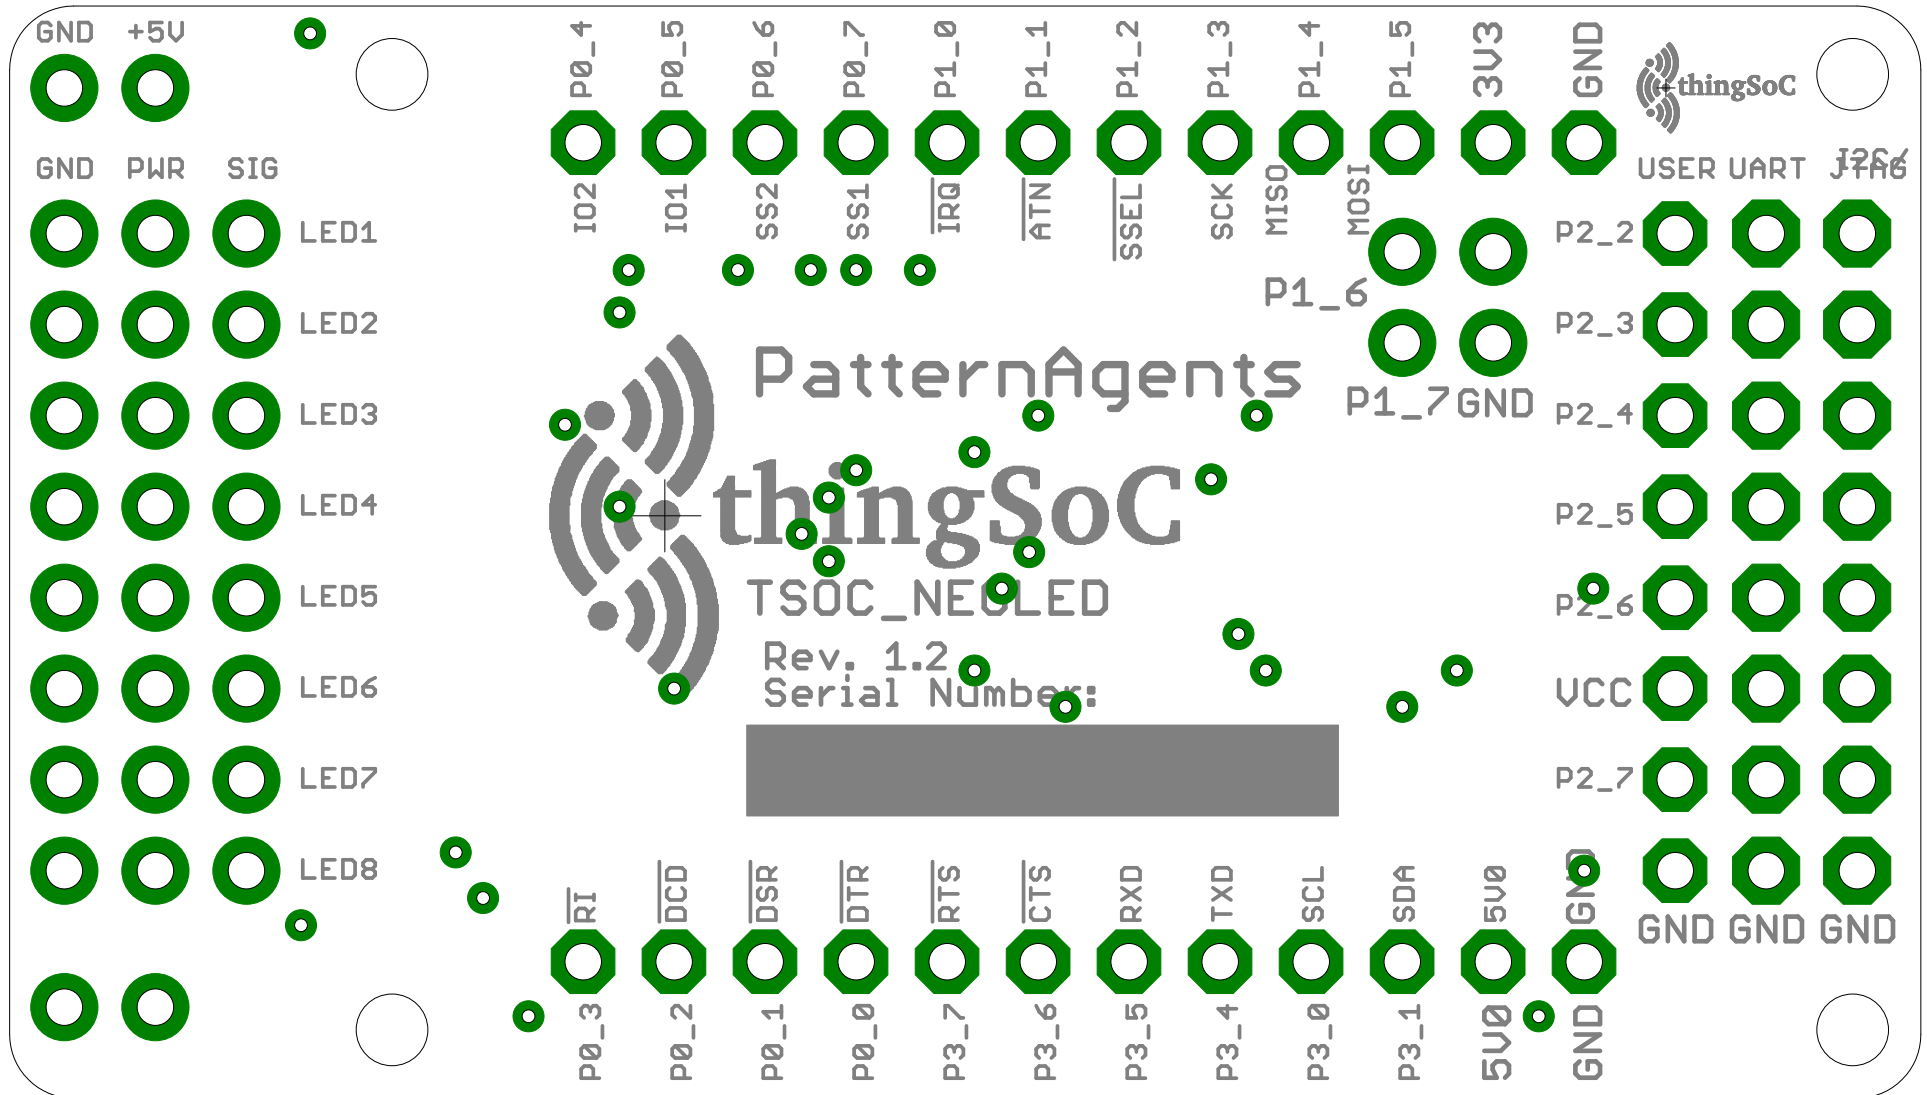 GND +5V
P0_4 P0_5 P0_6 P0_7 P1_0 P1_1 P1_2 P1_3 P1_4 P1_5 3V3 GND
thingSoC
GND PWR SIG
IO2 IO1 SS2 SS1 IRQ ATN SSEL SCK MISO MOSI
USER UART I2C/
JTAG
LED1
LED2
LED3
LED4
LED5
LED6
LED7
LED8
P1_6
P1_7 GND
PatternAgents
thingSoC
TSOC_NEOLED
Rev. 1.2
Serial Number:
P2_2
P2_3
P2_4
P2_5
P2_6
VCC
P2_7
GND GND GND
RI DCD DSR DTR RTS CTS RXD TXD SCL SDA 5V0 GND
P0_3 P0_2 P0_1 P0_0 P3_7 P3_6 P3_5 P3_4 P3_0 P3_1 5V0 GND